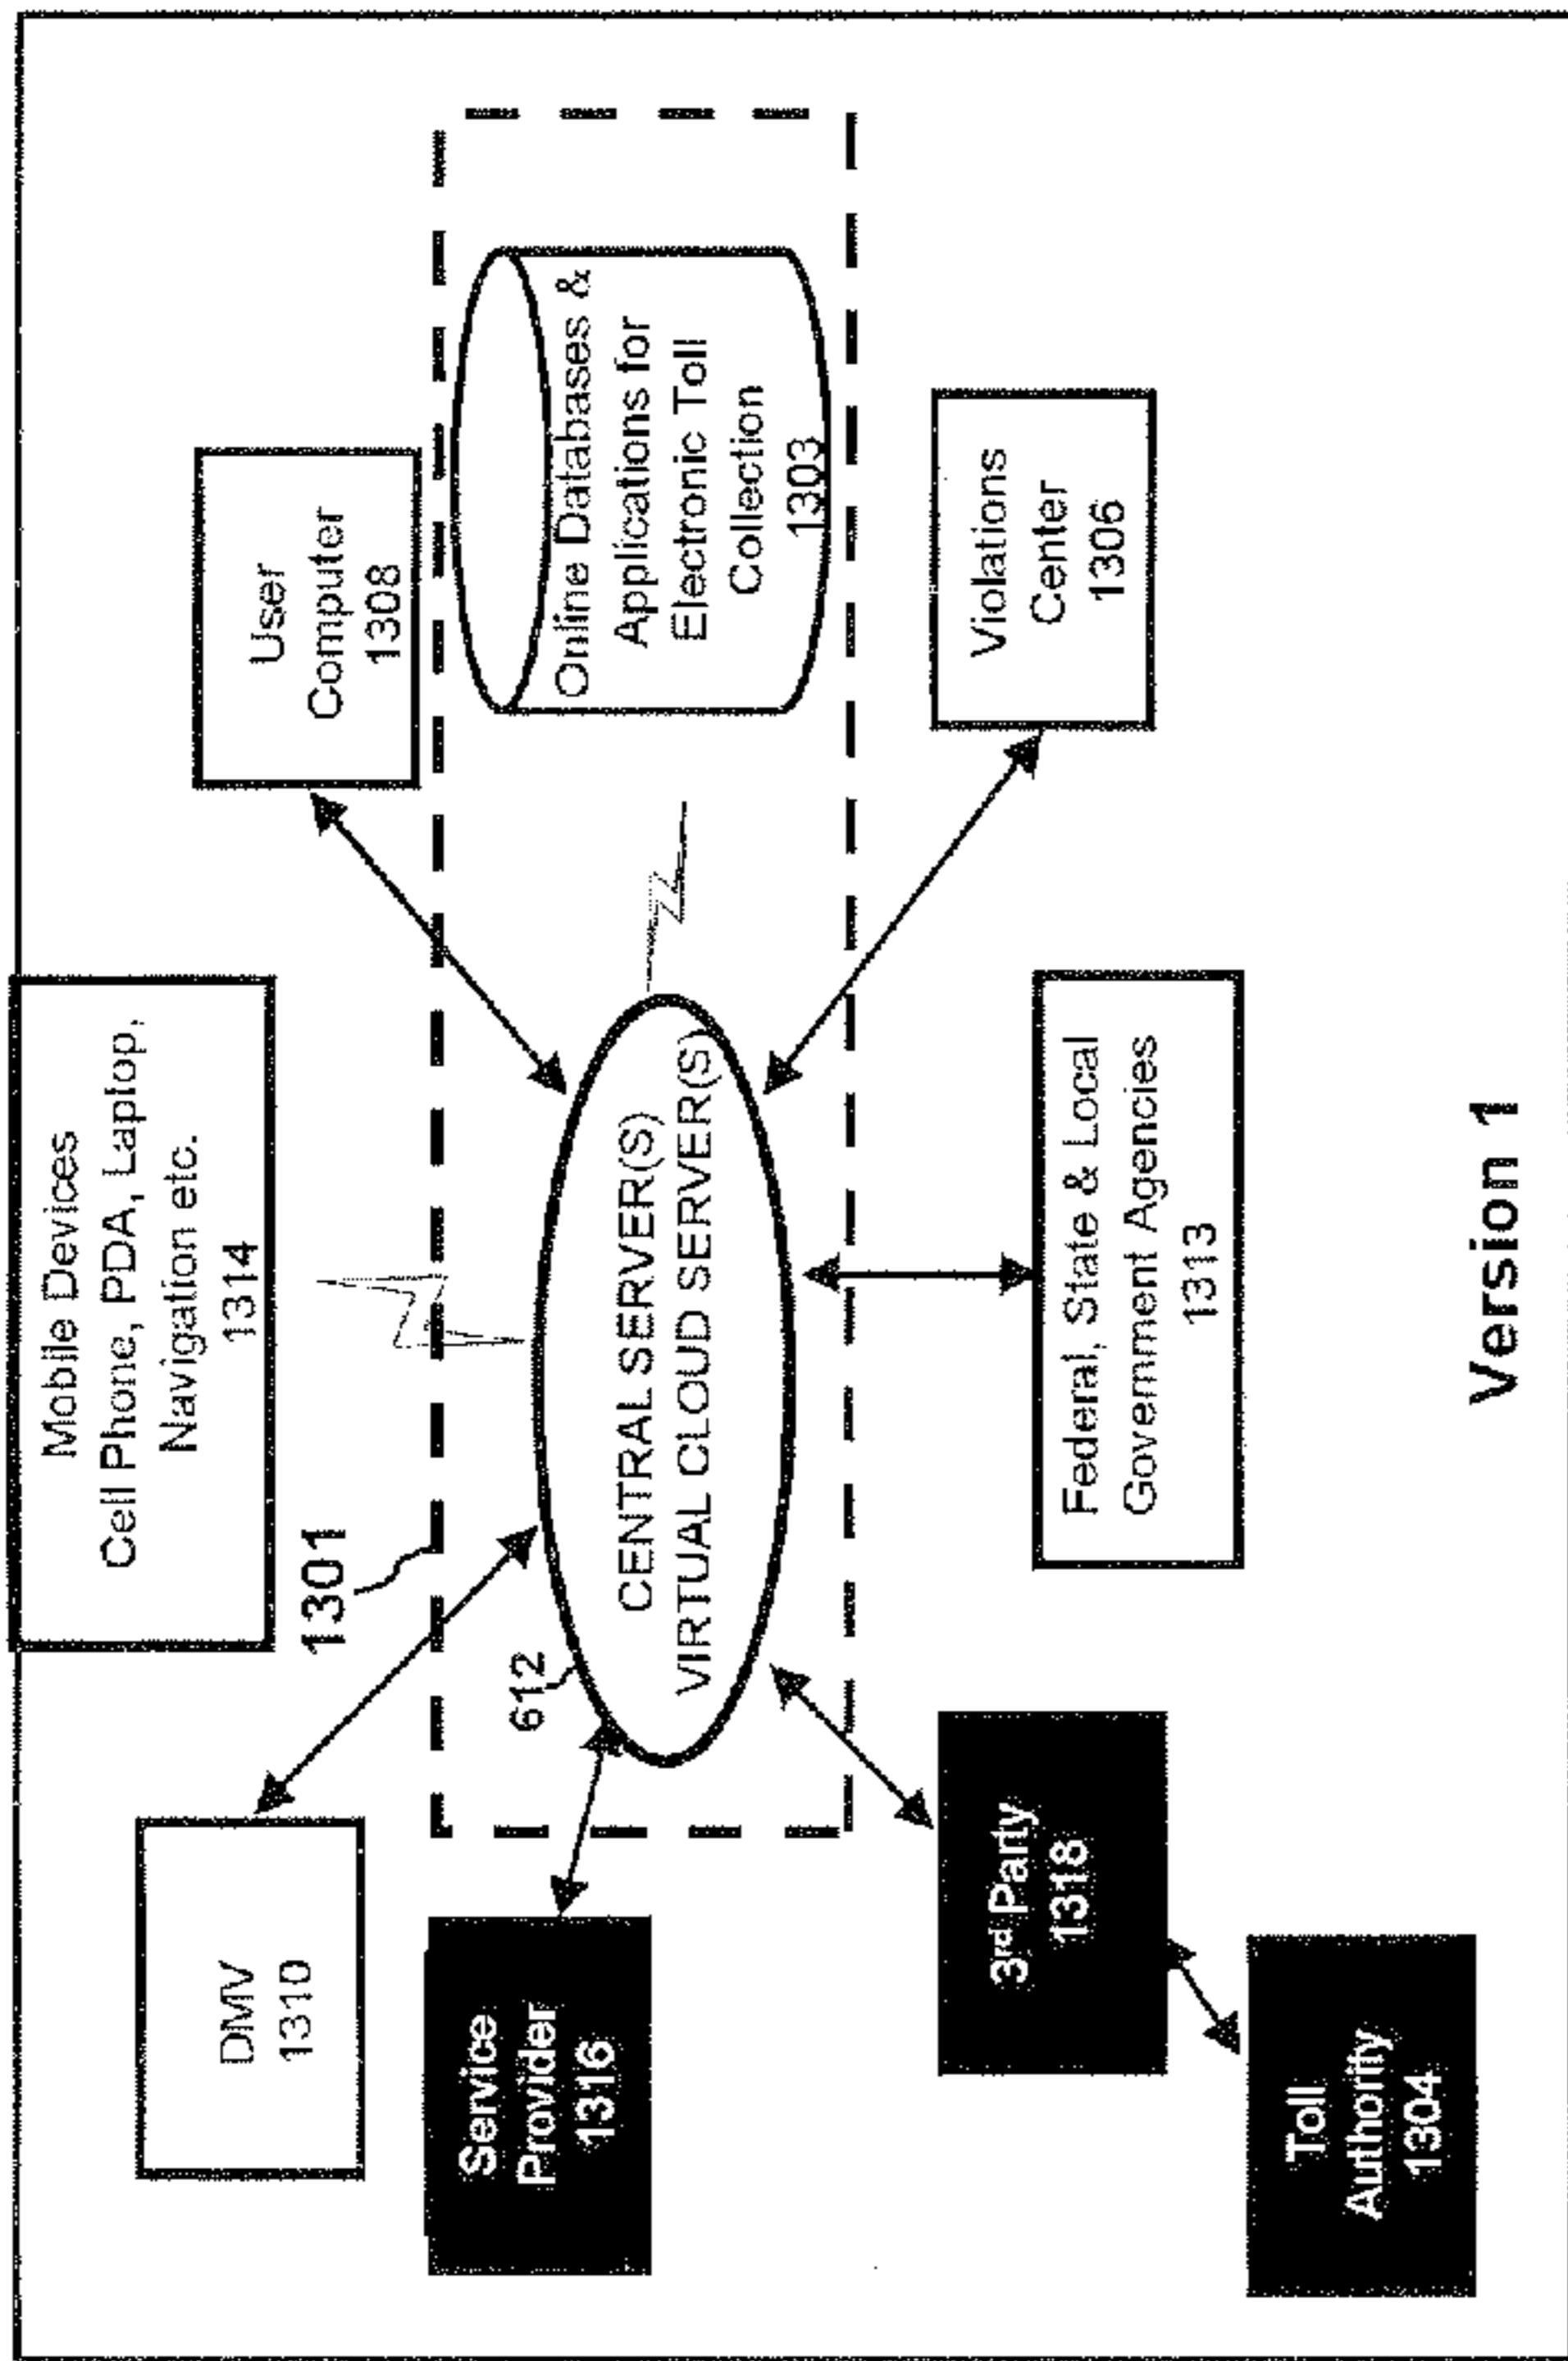 Mobile Devices
Cell Phone, PDA, Laptop,
Navigation etc.
1314
User
Computer
1308
DMV
1310
1301
612
CENTRAL SERVER(S)
VIRTUAL CLOUD SERVER(S)
Online Databases &
Applications for
Electronic Toll
Collection
1303
Service
Provider
1316
3rd Party
1318
Toll
Authority
1304
Federal, State & Local
Government Agencies
1313
Violations
Center
1306
Version 1